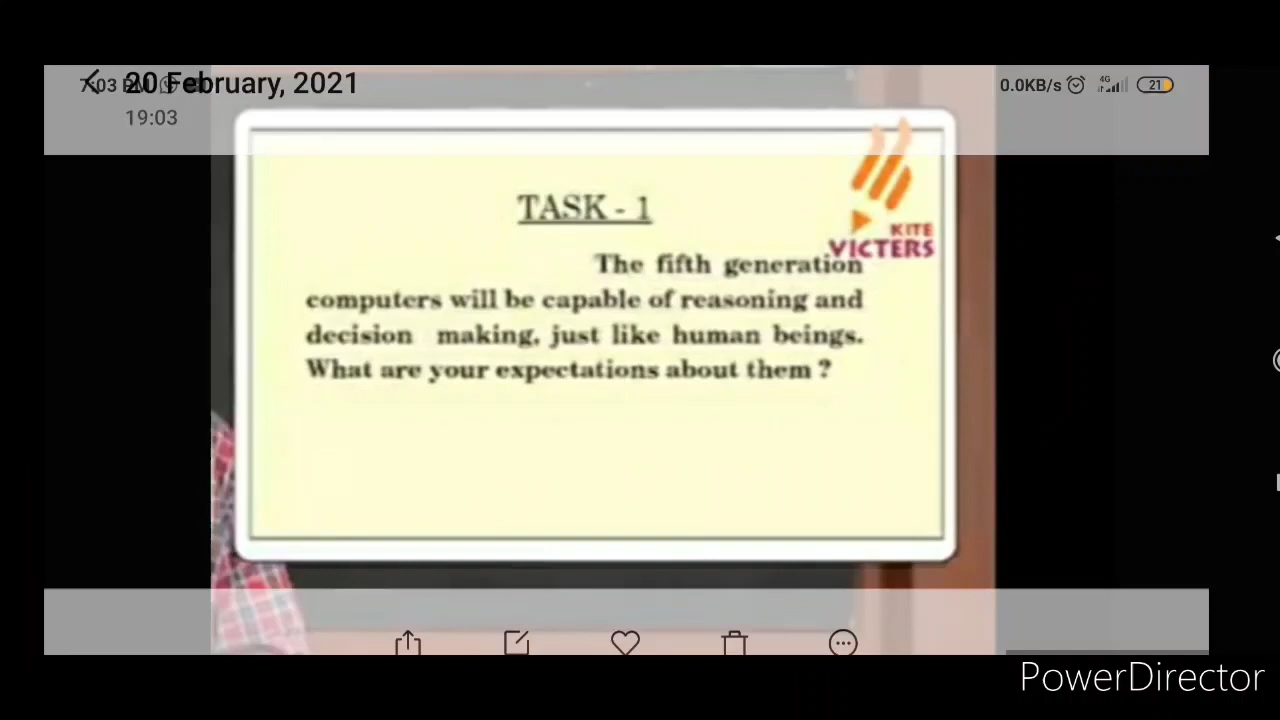 20 February, 2021
0.0KB/s 4G 21
19:03
TASK - 1
KITE
VICTERS
The fifth generation
computers will be capable of reasoning and
decision making, just like human beings.
What are your expectations about them ?
PowerDirector